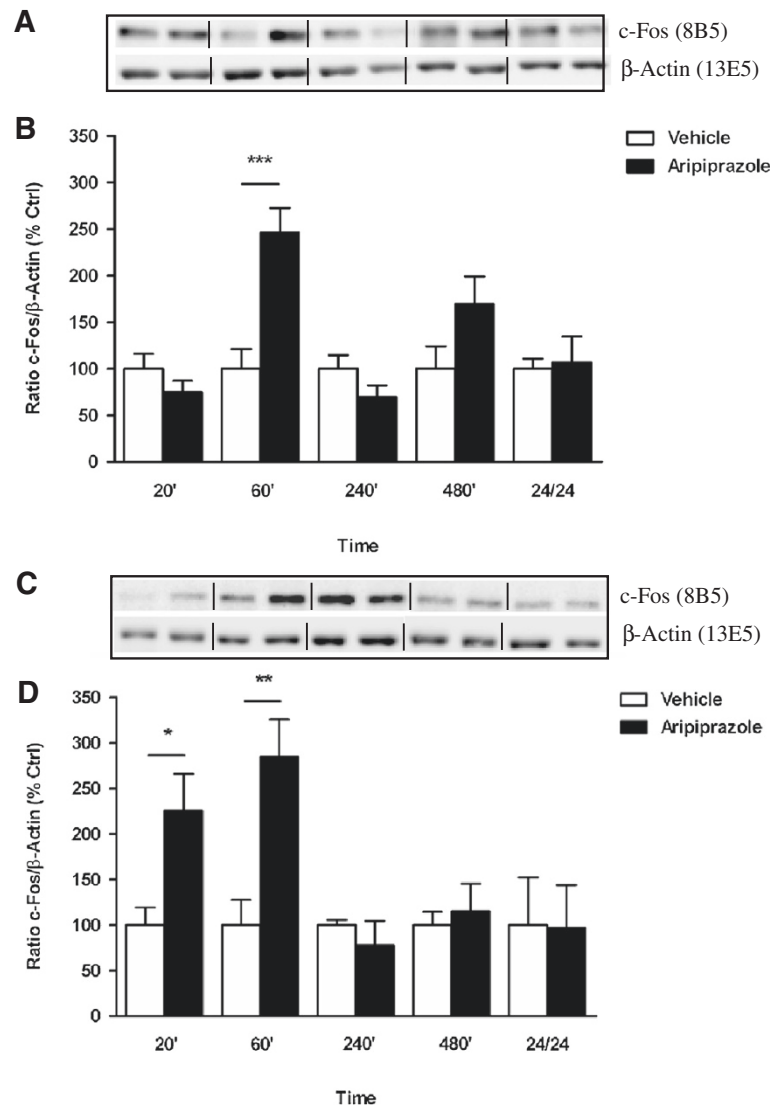 A
c-Fos (8B5)
β-Actin (13E5)
B
Ratio c-Fos/β-Actin (% Ctrl)
350
300
250
200
150
100
50
0
***
Vehicle
Aripiprazole
20' 60' 240' 480' 24/24
Time
C
c-Fos (8B5)
β-Actin (13E5)
D
Ratio c-Fos/β-Actin (% Ctrl)
350
300
250
200
150
100
50
0
*
**
Vehicle
Aripiprazole
20' 60' 240' 480' 24/24
Time